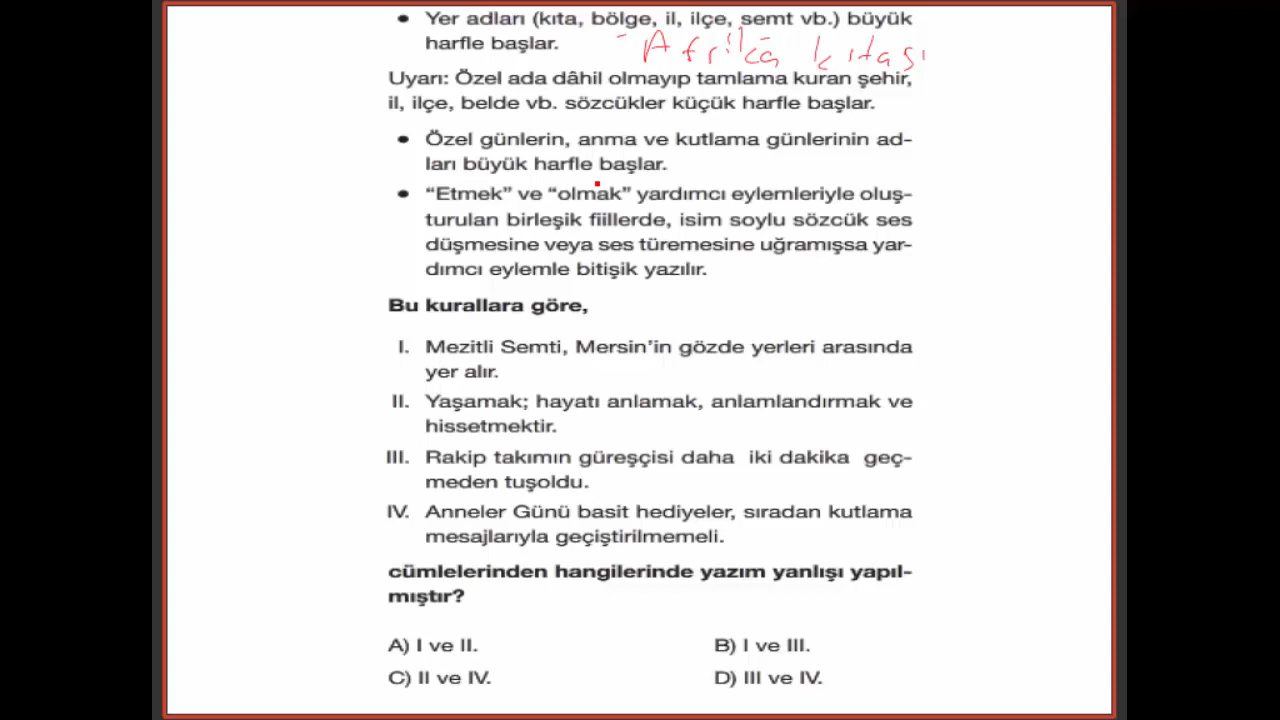 • Yer adları (kıta, bölge, il, ilçe, semt vb.) büyük
harfle başlar.
- Afrika kıtası
Uyarı: Özel ada dâhil olmayıp tamlama kuran şehir,
il, ilçe, belde vb. sözcükler küçük harfle başlar.
• Özel günlerin, anma ve kutlama günlerinin ad-
ları büyük harfle başlar.
• “Etmek” ve “olmak” yardımcı eylemleriyle oluş-
turulan birleşik fiillerde, isim soylu sözcük ses
düşmesine veya ses türemesine uğramışsa yar-
dımcı eylemle bitişik yazılır.
Bu kurallara göre,
I. Mezitli Semti, Mersin’in gözde yerleri arasında
yer alır.
II. Yaşamak; hayatı anlamak, anlamlandırmak ve
hissetmektir.
III. Rakip takımın güreşçisi daha iki dakika geç-
meden tuşoldu.
IV. Anneler Günü basit hediyeler, sıradan kutlama
mesajlarıyla geçiştirilmemeli.
cümlelerinden hangilerinde yazım yanlışı yapıl-
mıştır?
A) I ve II. B) I ve III.
C) II ve IV. D) III ve IV.